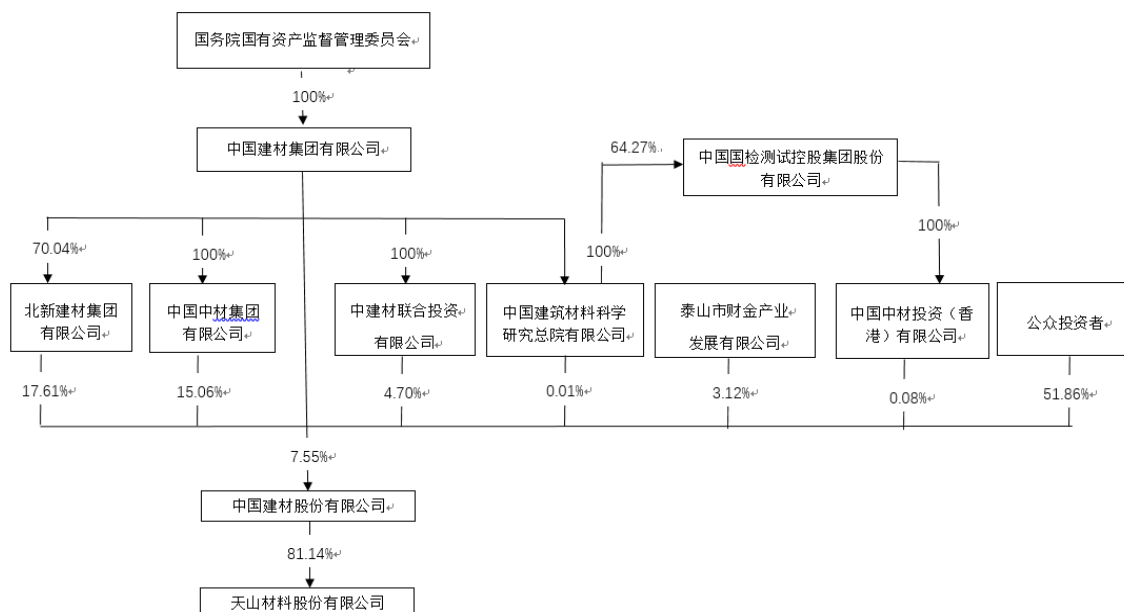 国务院国有资产监督管理委员会
100%
中国建材集团有限公司
64.27%
中国国检测试控股集团股份
有限公司
70.04%
100%
100%
100%
100%
北新建材集团
有限公司
中国中材集团
有限公司
中建材联合投资
有限公司
中国建筑材料科学
研究总院有限公司
泰山市财金产业
发展有限公司
中国中材投资（香
港）有限公司
公众投资者
17.61%
15.06%
4.70%
0.01%
3.12%
0.08%
51.86%
7.55%
中国建材股份有限公司
81.14%
天山材料股份有限公司